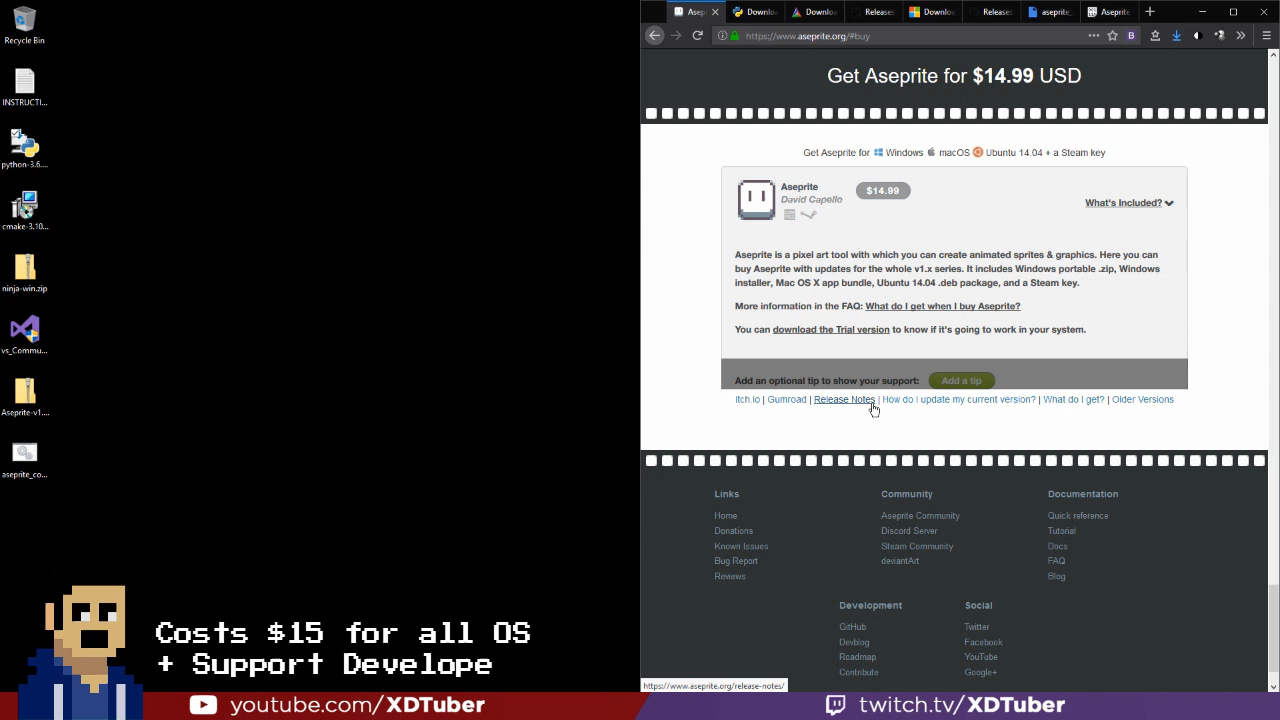 Recycle Bin
INSTRUCTI...
python-3.6....
cmake-3.10...
ninja-win.zip
vs_Commu...
Aseprite-v1...
aseprite_co...
Asep
Downlo
Downlo
Releases
Downlo
Releases
aseprite_
Aseprite
https://www.aseprite.org/#buy
Get Aseprite for $14.99 USD
Get Aseprite for Windows macOS Ubuntu 14.04 + a Steam key
Aseprite
David Capello
$14.99
What's Included?
Aseprite is a pixel art tool with which you can create animated sprites & graphics. Here you can
buy Aseprite with updates for the whole v1.x series. It includes Windows portable .zip, Windows
installer, Mac OS X app bundle, Ubuntu 14.04 .deb package, and a Steam key.
More information in the FAQ: What do I get when I buy Aseprite?
You can download the Trial version to know if it's going to work in your system.
Add an optional tip to show your support: Add a tip
Itch.io | Gumroad | Release Notes | How do I update my current version? | What do I get? | Older Versions
Links
Home
Donations
Known Issues
Bug Report
Reviews
Community
Aseprite Community
Discord Server
Steam Community
deviantArt
Documentation
Quick reference
Tutorial
Docs
FAQ
Blog
Development
GitHub
Devblog
Roadmap
Contribute
Social
Twitter
Facebook
YouTube
Google+
https://www.aseprite.org/release-notes/
Costs $15 for all OS
+ Support Develope
youtube.com/XDTuber
twitch.tv/XDTuber